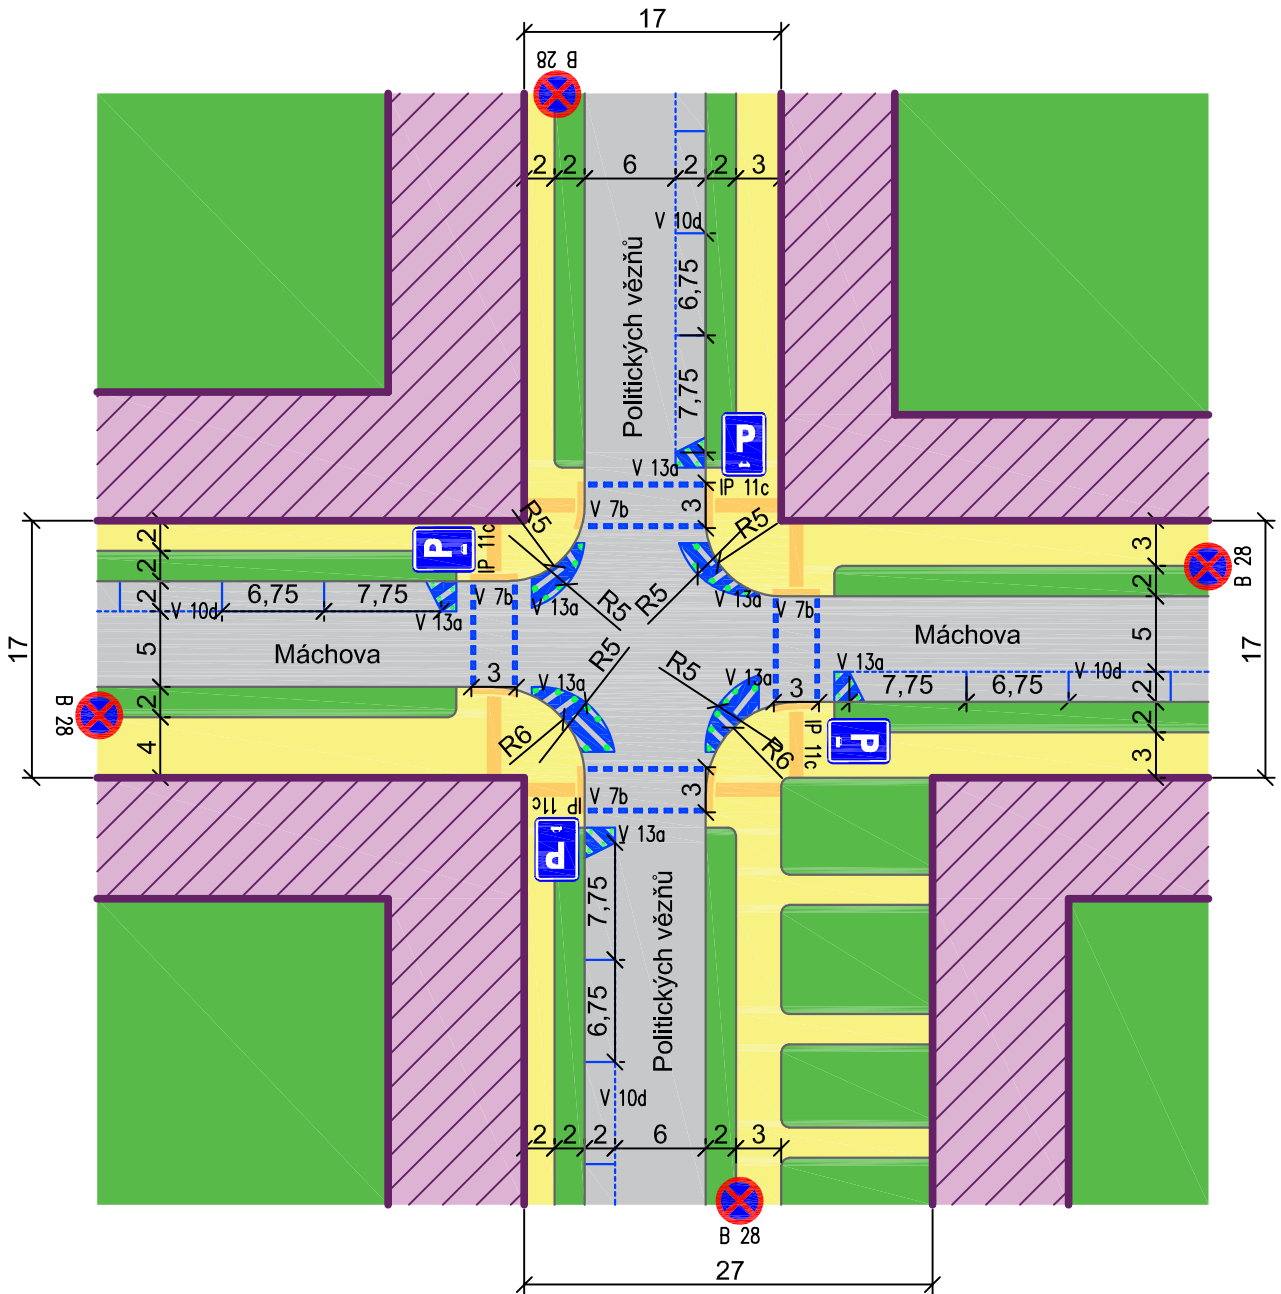 17
B 28
2 2 6 2 2 3
V 10d
Politických vězňů
6,75
7,75
P
V 13a
IP 11c
V 7b
3
R5
R5
R5
R5
V 13a
V 13a
17
2
2
2
5
2
4
P
IP 11c
V 10d
6,75
7,75
V 13a
V 7b
Máchova
3
B 28
V 7b
Máchova
3
2
5
2
2
3
B 28
17
V 13a
V 10d
7,75
6,75
P
IP 11c
3
V 13a
R5
R5
V 13a
R6
R6
3
V 7b
IP 11c
P
V 13a
7,75
6,75
Politických vězňů
V 10d
2 2 2 6 2 3
B 28
27